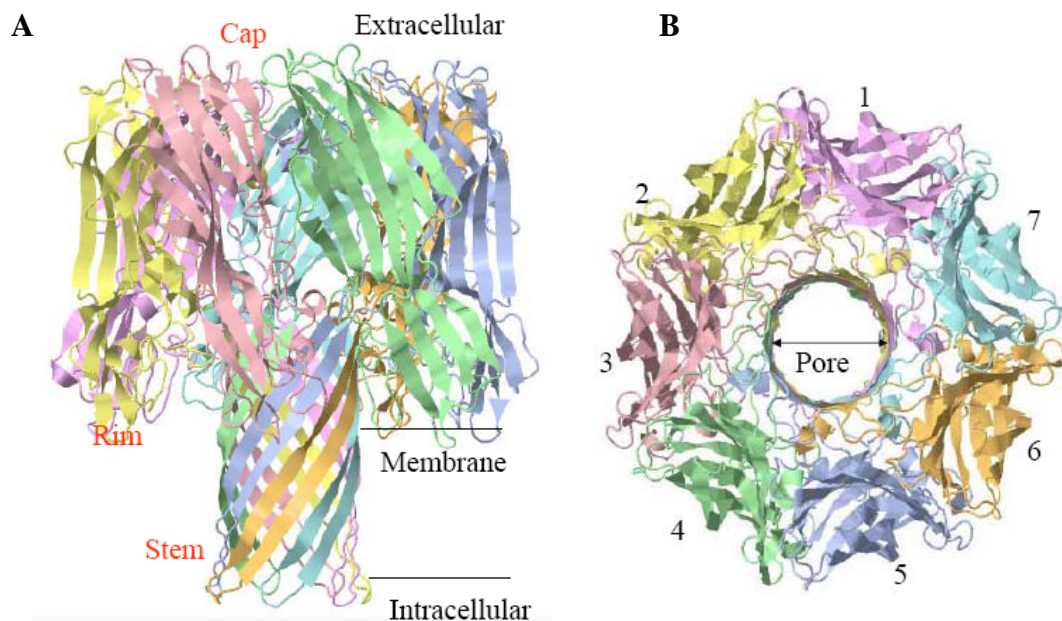 A
Cap
Extracellular
B
1
2
7
3
Pore
Rim
Membrane
6
4
Stem
5
Intracellular